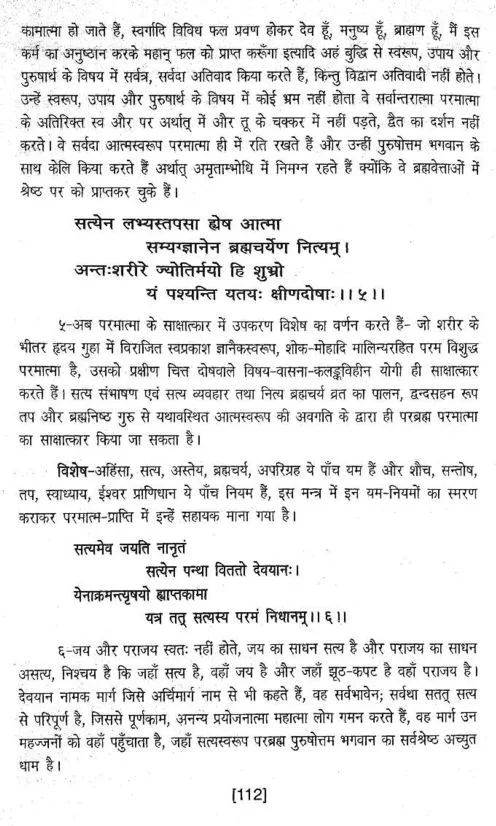 कामात्मा हो जाते हैं, स्वर्गादि विविध फल प्रवण होकर देव हूँ, मनुष्य हूँ, ब्राह्मण हूँ, मैं इस
कर्म का अनुष्ठान करके महान् फल को प्राप्त करूँगा इत्यादि अहं बुद्धि से स्वरूप, उपाय और
पुरुषार्थ के विषय में सर्वत्र, सर्वदा अतिवाद किया करते हैं, किन्तु विद्वान अतिवादी नहीं होते।
उन्हें स्वरूप, उपाय और पुरुषार्थ के विषय में कोई भ्रम नहीं होता वे सर्वान्तरात्मा परमात्मा
के अतिरिक्त स्व और पर अर्थात् में और तू के चक्कर में नहीं पड़ते, द्वैत का दर्शन नहीं
करते। वे सर्वदा आत्मस्वरूप परमात्मा ही में रति रखते हैं और उन्हीं पुरुषोत्तम भगवान के
साथ केलि किया करते हैं अर्थात् अमृताम्भोधि में निमग्न रहते हैं क्योंकि वे ब्रह्मवेत्ताओं में
श्रेष्ठ पर को प्राप्तकर चुके हैं।
सत्येन लभ्यस्तपसा ह्येष आत्मा
सम्यग्ज्ञानेन ब्रह्मचर्येण नित्यम्।
अन्तःशरीरे ज्योतिर्मयो हि शुभ्रो
यं पश्यन्ति यतयः क्षीणदोषाः।।५।।
५-अब परमात्मा के साक्षात्कार में उपकरण विशेष का वर्णन करते हैं- जो शरीर के
भीतर हृदय गुहा में विराजित स्वप्रकाश ज्ञानैकस्वरूप, शोक-मोहादि मालिन्यरहित परम विशुद्ध
परमात्मा है, उसको प्रक्षीण चित्त दोषवाले विषय-वासना-कलङ्कविहीन योगी ही साक्षात्कार
करते हैं। सत्य संभाषण एवं सत्य व्यवहार तथा नित्य ब्रह्मचर्य व्रत का पालन, द्वन्दसहन रूप
तप और ब्रह्मनिष्ठ गुरु से यथावस्थित आत्मस्वरूप की अवगति के द्वारा ही परब्रह्म परमात्मा
का साक्षात्कार किया जा सकता है।
विशेष-अहिंसा, सत्य, अस्तेय, ब्रह्मचर्य, अपरिग्रह ये पाँच यम हैं और शौच, सन्तोष,
तप, स्वाध्याय, ईश्वर प्राणिधान ये पाँच नियम हैं, इस मन्त्र में इन यम-नियमों का स्मरण
कराकर परमात्म-प्राप्ति में इन्हें सहायक माना गया है।
सत्यमेव जयति नानृतं
सत्येन पन्था विततो देवयानः।
येनाक्रमन्त्यृषयो ह्याप्तकामा
यत्र तत् सत्यस्य परमं निधानम्।।६।।
६-जय और पराजय स्वतः नहीं होते, जय का साधन सत्य है और पराजय का साधन
असत्य, निश्चय है कि जहाँ सत्य है, वहाँ जय है और जहाँ झूठ-कपट है वहाँ पराजय है।
देवयान नामक मार्ग जिसे अर्चिमार्ग नाम से भी कहते हैं, वह सर्वभावेन; सर्वथा सतत् सत्य
से परिपूर्ण है, जिससे पूर्णकाम, अनन्य प्रयोजनात्मा महात्मा लोग गमन करते हैं, वह मार्ग उन
महज्जनों को वहाँ पहुँचाता है, जहाँ सत्यस्वरूप परब्रह्म पुरुषोत्तम भगवान का सर्वश्रेष्ठ अच्युत
धाम है।
[112]